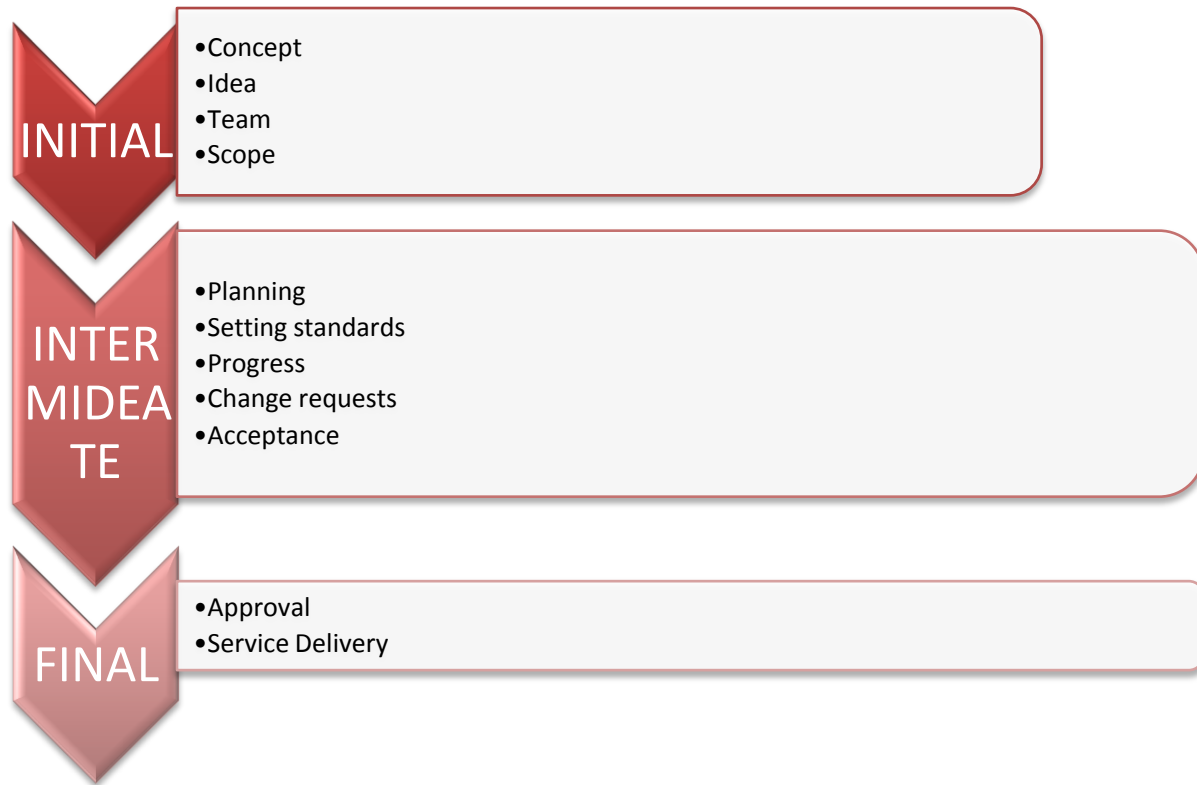 INITIAL
•Concept
•Idea
•Team
•Scope
INTER
MIDEA
TE
•Planning
•Setting standards
•Progress
•Change requests
•Acceptance
FINAL
•Approval
•Service Delivery